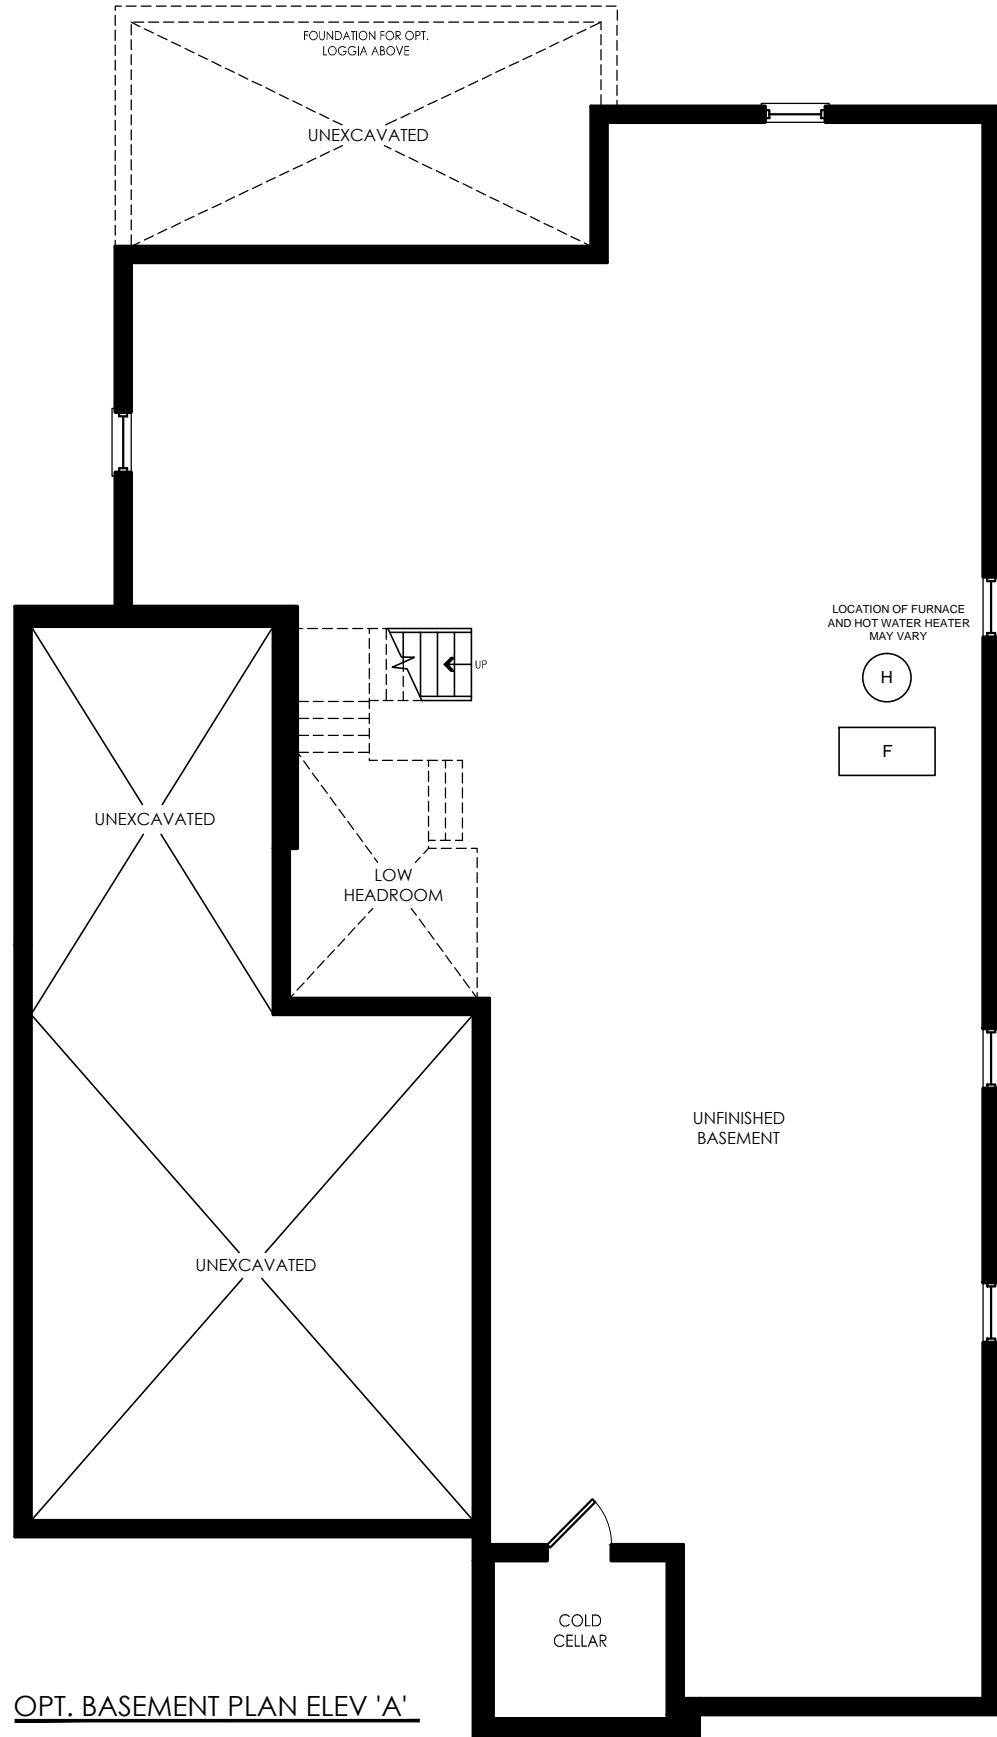 FOUNDATION FOR OPT.
LOGGIA ABOVE
UNEXCAVATED
LOCATION OF FURNACE
AND HOT WATER HEATER
MAY VARY
H
UP
F
UNEXCAVATED
LOW
HEADROOM
UNFINISHED
BASEMENT
UNEXCAVATED
COLD
CELLAR
OPT. BASEMENT PLAN ELEV 'A'